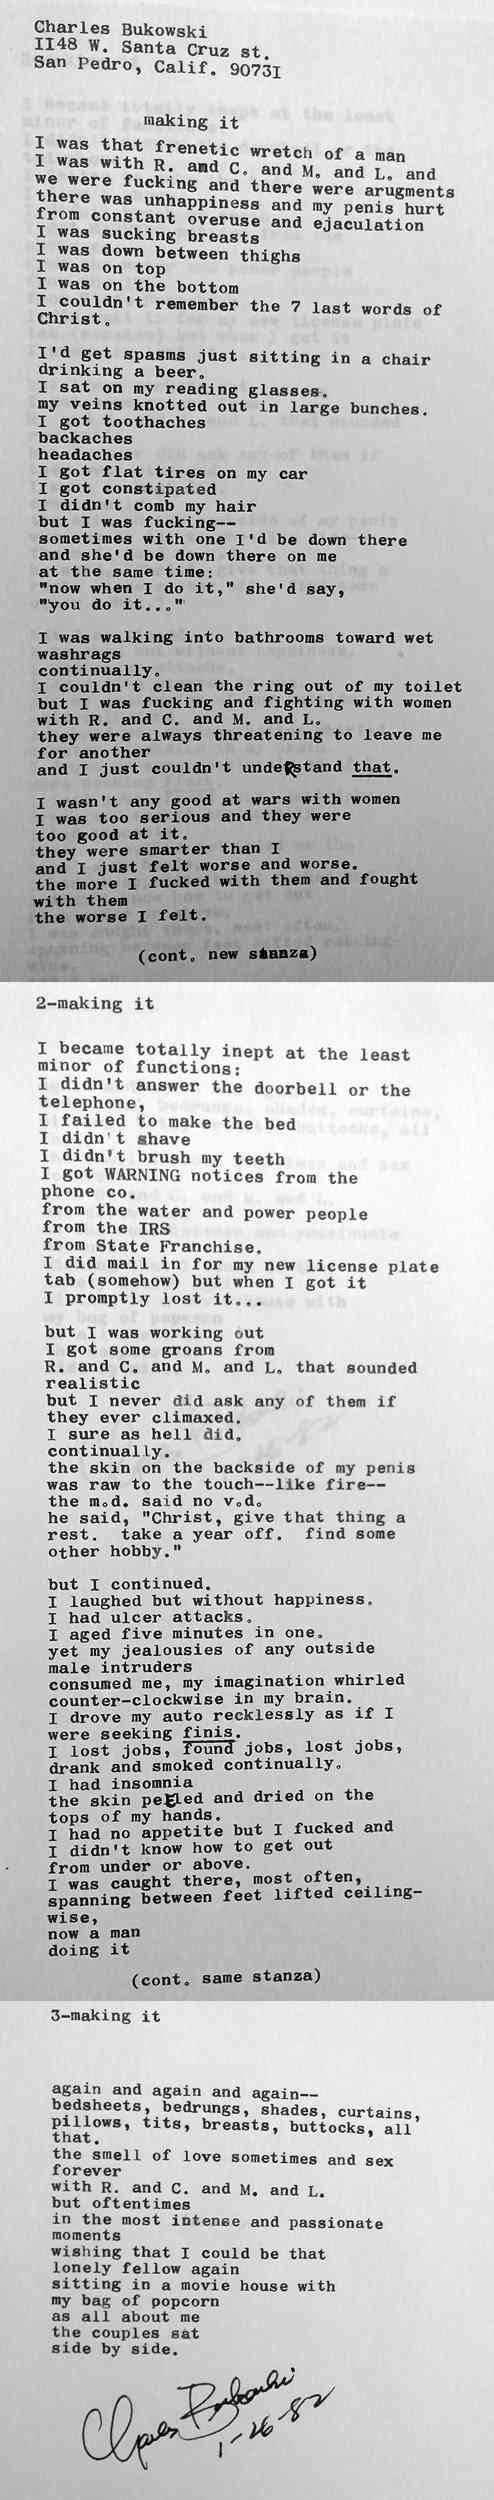 Charles Bukowski
II48 W. Santa Cruz st.
San Pedro, Calif. 9073I
making it
I was that frenetic wretch of a man
I was with R. and C. and M. and L. and
we were fucking and there were arugments
there was unhappiness and my penis hurt
from constant overuse and ejaculation
I was sucking breasts
I was down between thighs
I was on top
I was on the bottom
I couldn't remember the 7 last words of
Christ.
I'd get spasms just sitting in a chair
drinking a beer.
I sat on my reading glasses.
my veins knotted out in large bunches.
I got toothaches
backaches
headaches
I got flat tires on my car
I got constipated
I didn't comb my hair
but I was fucking--
sometimes with one I'd be down there
and she'd be down there on me
at the same time:
"now when I do it," she'd say,
"you do it..."
I was walking into bathrooms toward wet
washrags
continually.
I couldn't clean the ring out of my toilet
but I was fucking and fighting with women
with R. and C. and M. and L.
they were always threatening to leave me
for another
and I just couldn't undeRstand that.
I wasn't any good at wars with women
I was too serious and they were
too good at it.
they were smarter than I
and I just felt worse and worse.
the more I fucked with them and fought
with them
the worse I felt.
(cont. new stanza)
2-making it
I became totally inept at the least
minor of functions:
I didn't answer the doorbell or the
telephone,
I failed to make the bed
I didn't shave
I didn't brush my teeth
I got WARNING notices from the
phone co.
from the water and power people
from the IRS
from State Franchise.
I did mail in for my new license plate
tab (somehow) but when I got it
I promptly lost it...
but I was working out
I got some groans from
R. and C. and M. and L. that sounded
realistic
but I never did ask any of them if
they ever climaxed.
I sure as hell did.
continually.
the skin on the backside of my penis
was raw to the touch--like fire--
the m.d. said no v.d.
he said, "Christ, give that thing a
rest.  take a year off.  find some
other hobby."
but I continued.
I laughed but without happiness.
I had ulcer attacks.
I aged five minutes in one.
yet my jealousies of any outside
male intruders
consumed me, my imagination whirled
counter-clockwise in my brain.
I drove my auto recklessly as if I
were seeking finis.
I lost jobs, found jobs, lost jobs,
drank and smoked continually.
I had insomnia
the skin peEled and dried on the
tops of my hands.
I had no appetite but I fucked and
I didn't know how to get out
from under or above.
I was caught there, most often,
spanning between feet lifted ceiling-
wise,
now a man
doing it
(cont. same stanza)
3-making it
again and again and again--
bedsheets, bedrungs, shades, curtains,
pillows, tits, breasts, buttocks, all
that.
the smell of love sometimes and sex
forever
with R. and C. and M. and L.
but oftentimes
in the most intense and passionate
moments
wishing that I could be that
lonely fellow again
sitting in a movie house with
my bag of popcorn
as all about me
the couples sat
side by side.
Charles Bukowski
1-26-82